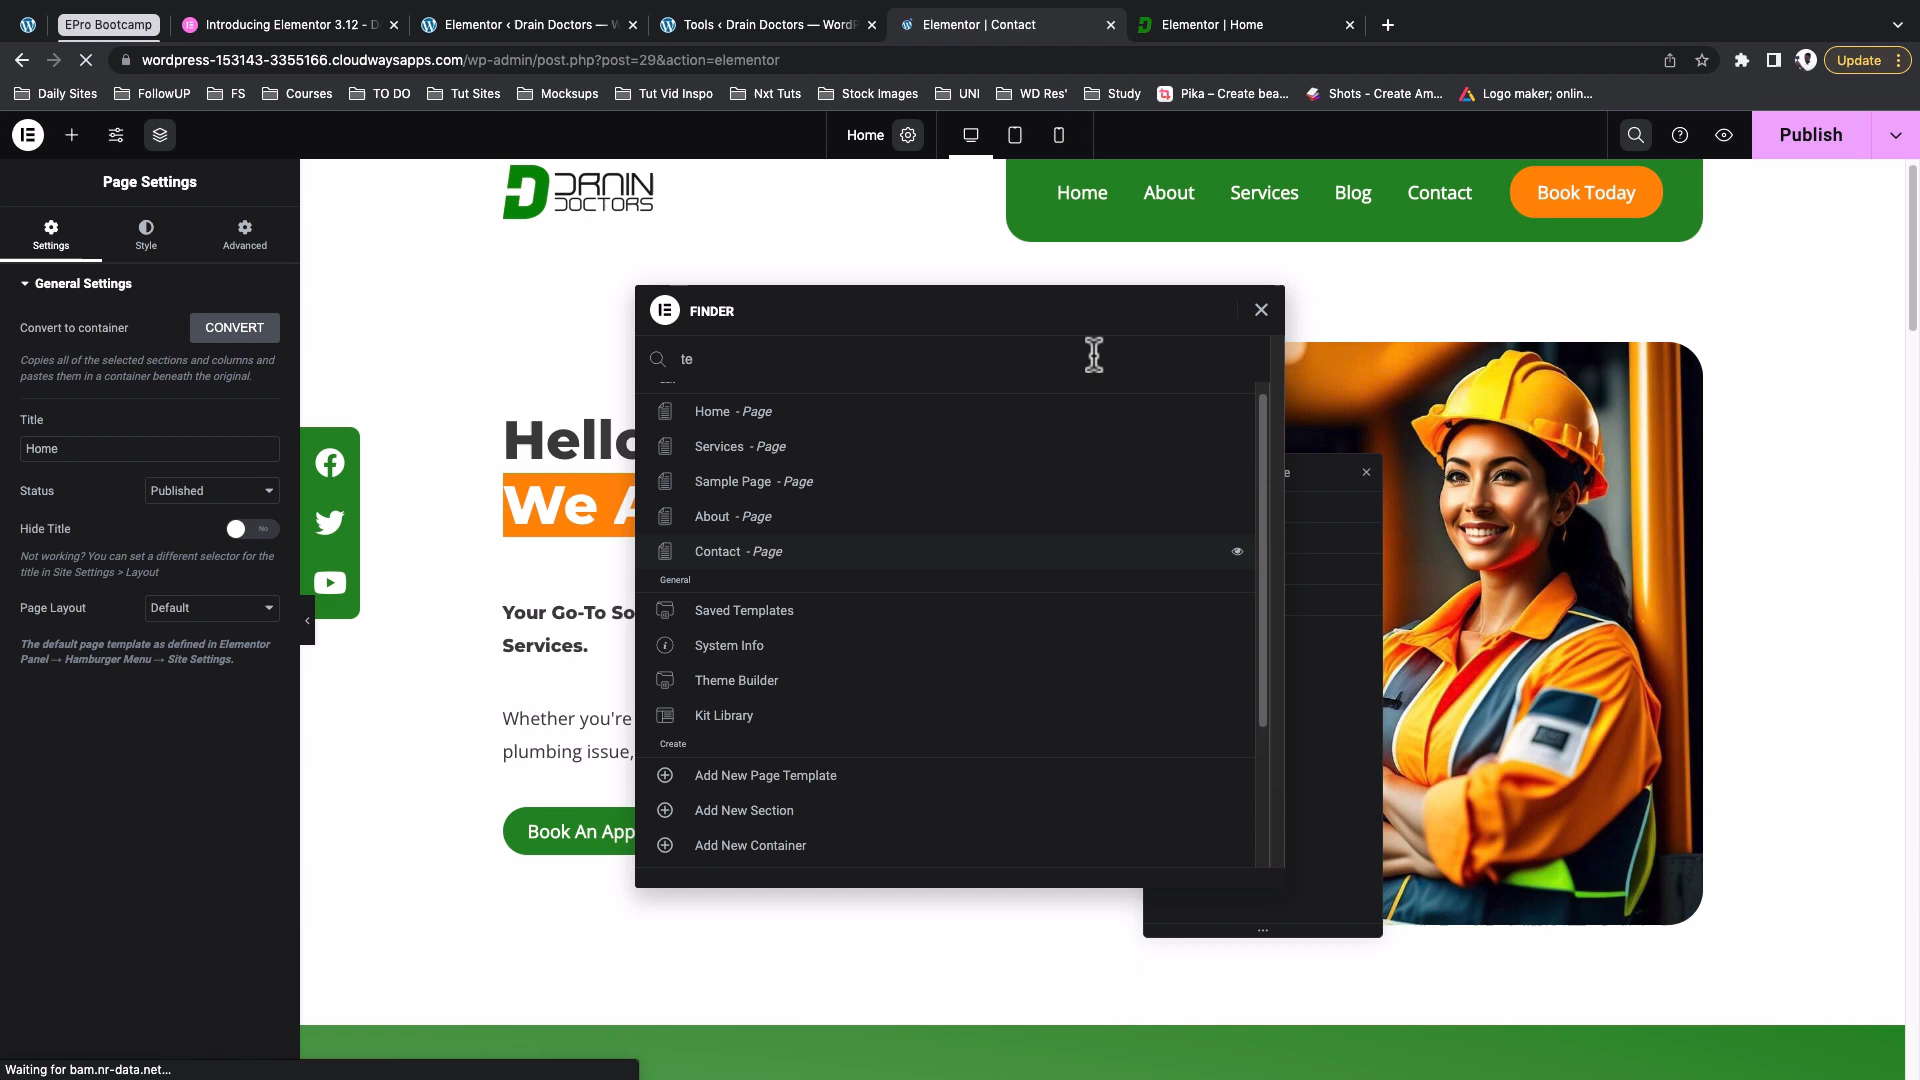 EPro Bootcamp
Introducing Elementor 3.12 - D
Elementor ‹ Drain Doctors — W
Tools ‹ Drain Doctors — WordP
Elementor | Contact
Elementor | Home
wordpress-153143-3355166.cloudwaysapps.com/wp-admin/post.php?post=29&action=elementor
Update
Daily Sites
FollowUP
FS
Courses
TO DO
Tut Sites
Mocksups
Tut Vid Inspo
Nxt Tuts
Stock Images
UNI
WD Res'
Study
Pika – Create bea...
Shots - Create Am...
Logo maker; onlin...
Home
Publish
Page Settings
Settings
Style
Advanced
General Settings
Convert to container
CONVERT
Copies all of the selected sections and columns and
pastes them in a container beneath the original.
Title
Home
Status
Published
Hide Title
No
Not working? You can set a different selector for the
title in Site Settings > Layout
Page Layout
Default
The default page template as defined in Elementor
Panel → Hamburger Menu → Site Settings.
DRAIN
DOCTORS
Home
About
Services
Blog
Contact
Book Today
Hello
We A
Your Go-To So
Services.
Whether you're
plumbing issue,
Book An App
FINDER
te
Home - Page
Services - Page
Sample Page - Page
About - Page
Contact - Page
General
Saved Templates
System Info
Theme Builder
Kit Library
Create
Add New Page Template
Add New Section
Add New Container
e
...
Waiting for bam.nr-data.net...